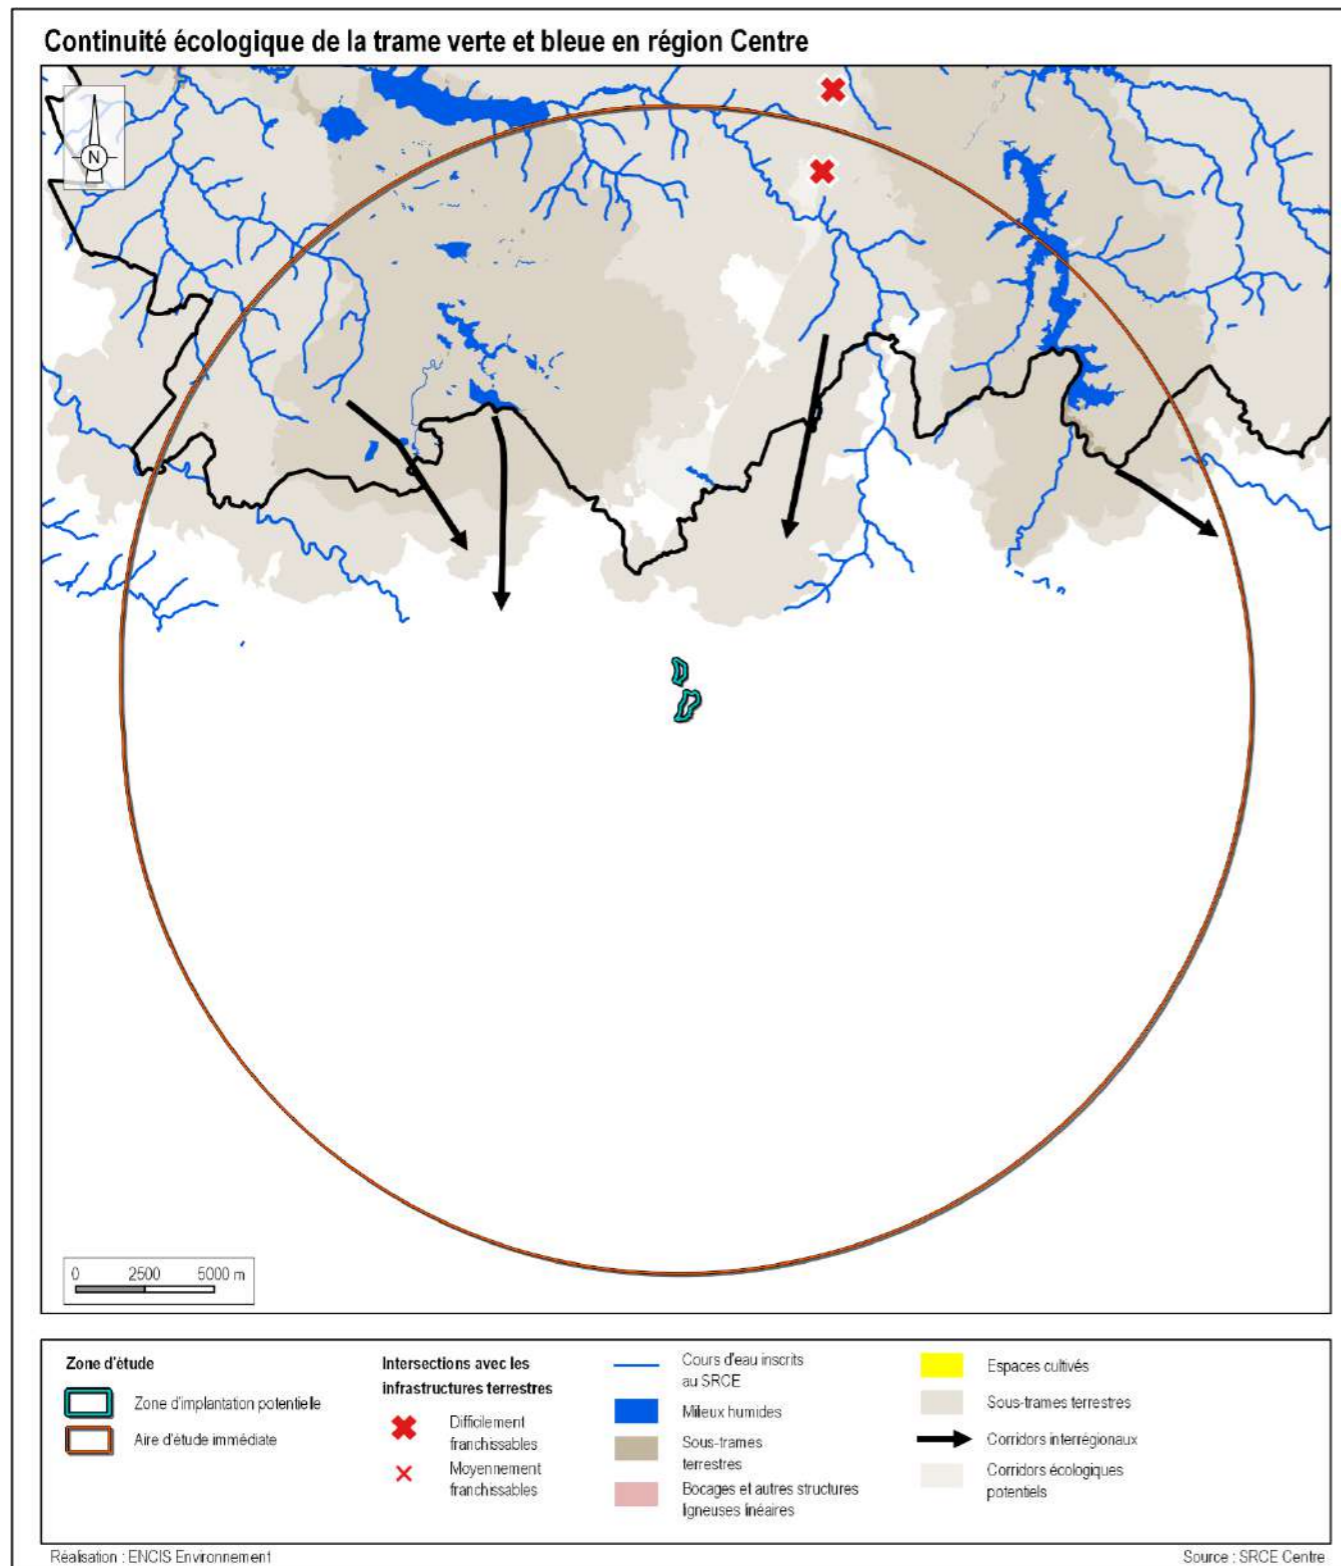 Continuité écologique de la trame verte et bleue en région Centre
N
0 2500 5000 m
Zone d'étude
Zone d'implantation potentielle
Aire d'étude immédiate
Intersections avec les
infrastructures terrestres
Difficilement
franchissables
Moyennement
franchissables
Cours d'eau inscrits
au SRCE
Milieux humides
Sous-trames
terrestres
Bocages et autres structures
ligneuses linéaires
Espaces cultivés
Sous-trames terrestres
Corridors interrégionaux
Corridors écologiques
potentiels
Réalisation : ENCIS Environnement
Source : SRCE Centre